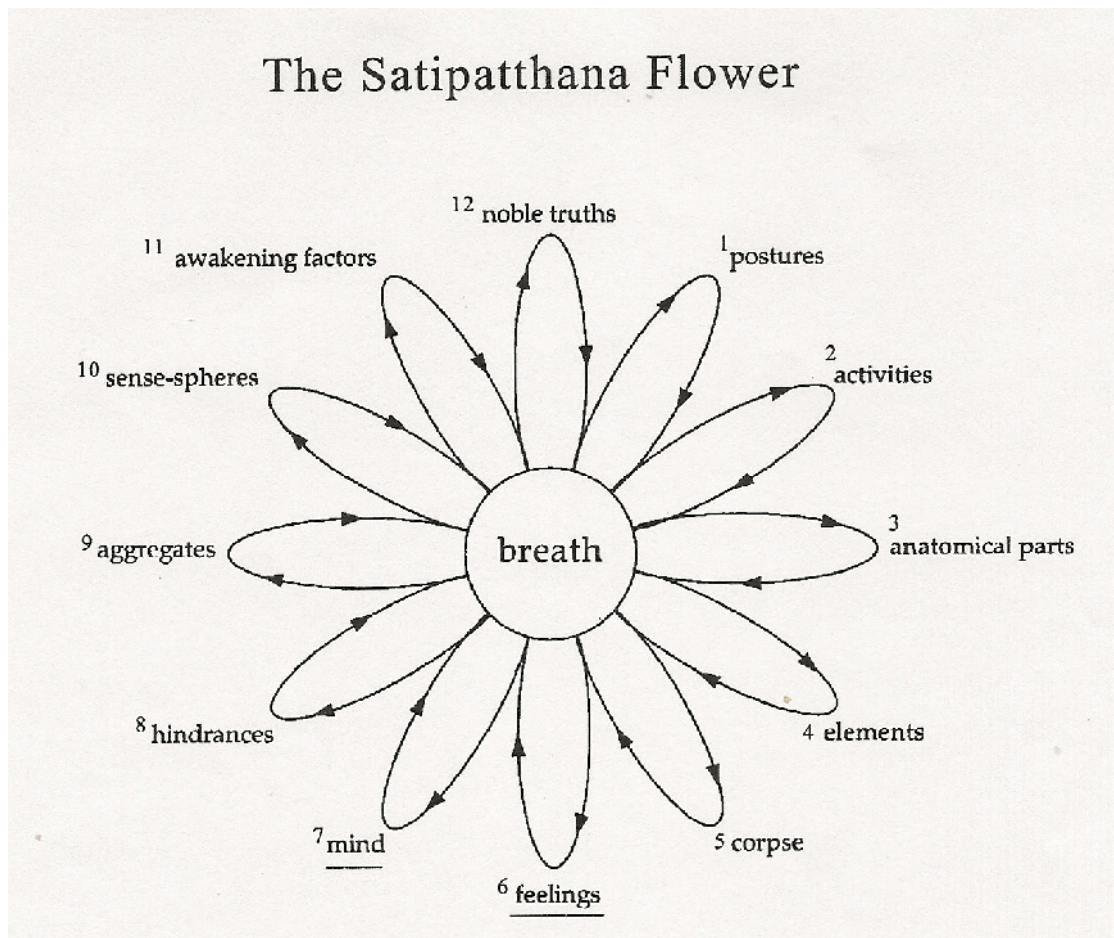 The Satipatthana Flower
12 noble truths
1 postures
2 activities
3 anatomical parts
4 elements
5 corpse
6 feelings
7 mind
8 hindrances
9 aggregates
10 sense-spheres
11 awakening factors
breath